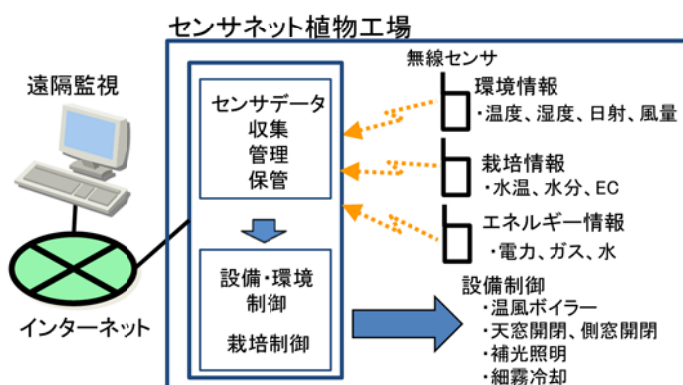 センサネット植物工場
遠隔監視
インターネット
センサデータ
収集
管理
保管
設備・環境
制御
栽培制御
無線センサ
環境情報
・温度、湿度、日射、風量
栽培情報
・水温、水分、EC
エネルギー情報
・電力、ガス、水
設備制御
・温風ボイラー
・天窓開閉、側窓開閉
・補光照明
・細霧冷却